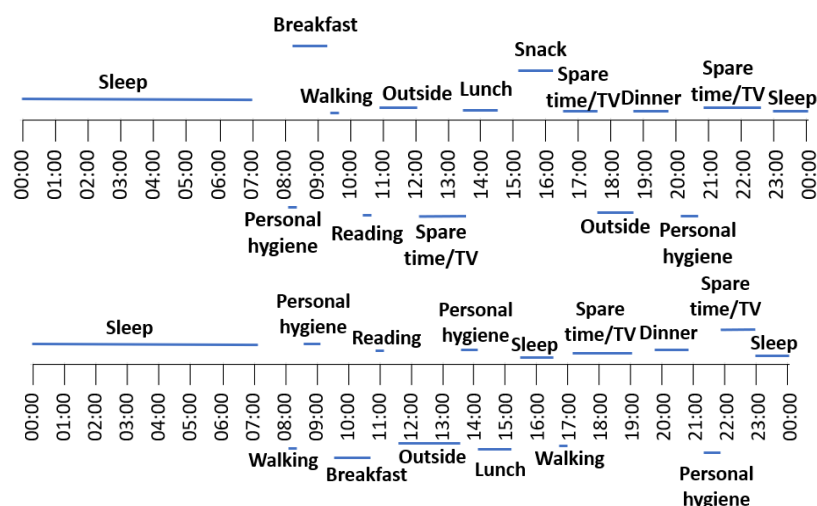 Breakfast
Snack
Sleep
Walking
Outside
Lunch
Spare
time/TV
Dinner
Spare
time/TV
Sleep
00:00 01:00 02:00 03:00 04:00 05:00 06:00 07:00 08:00 09:00 10:00 11:00 12:00 13:00 14:00 15:00 16:00 17:00 18:00 19:00 20:00 21:00 22:00 23:00 00:00
Personal
hygiene
Reading
Spare
time/TV
Outside
Personal
hygiene
Sleep
Personal
hygiene
Reading
Personal
hygiene
Sleep
Spare
time/TV
Dinner
Spare
time/TV
Sleep
00:00 01:00 02:00 03:00 04:00 05:00 06:00 07:00 08:00 09:00 10:00 11:00 12:00 13:00 14:00 15:00 16:00 17:00 18:00 19:00 20:00 21:00 22:00 23:00 00:00
Walking
Breakfast
Outside
Lunch
Walking
Personal
hygiene